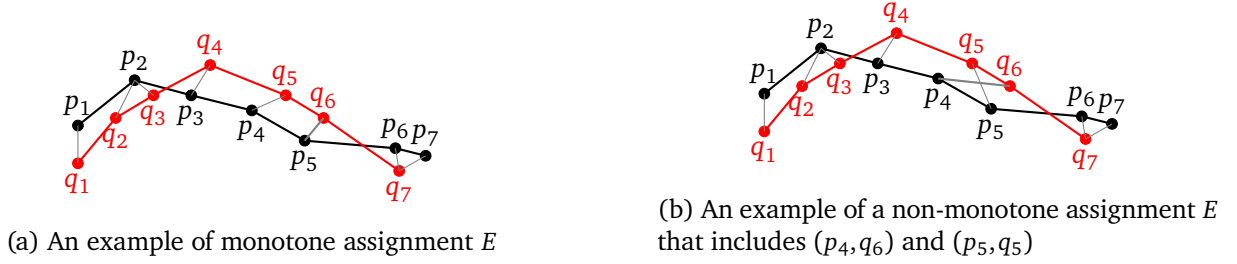 p1 p2 q1 q2 q3 p3 q4 p4 q5 p5 q6 p6 p7 q7
(a) An example of monotone assignment E
p1 p2 q1 q2 q3 p3 q4 p4 q5 p5 q6 p6 p7 q7
(b) An example of a non-monotone assignment E
that includes (p4,q6) and (p5,q5)